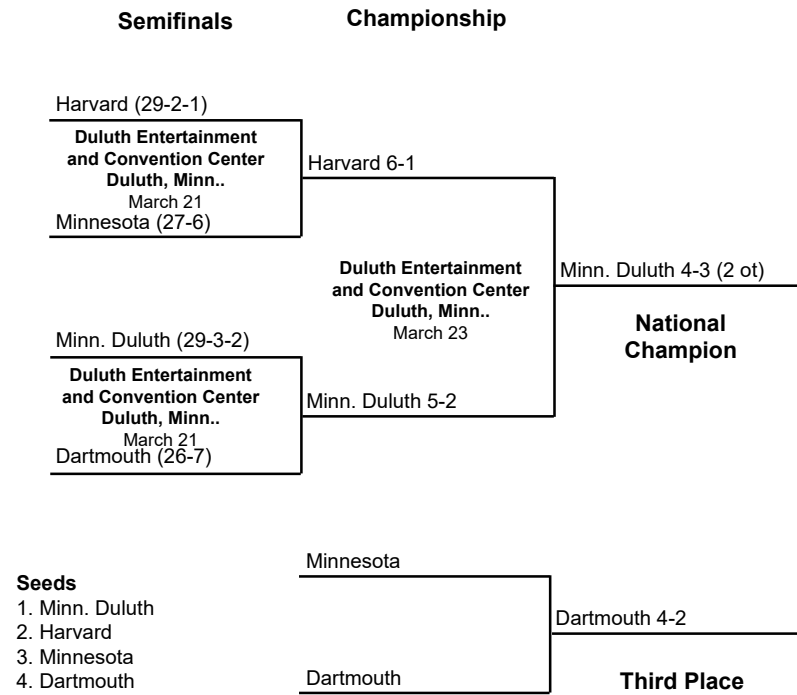 Semifinals
Championship
Harvard (29-2-1)
Duluth Entertainment
and Convention Center
Duluth, Minn..
March 21
Minnesota (27-6)
Harvard 6-1
Duluth Entertainment
and Convention Center
Duluth, Minn..
March 23
Minn. Duluth 4-3 (2 ot)
National
Champion
Minn. Duluth (29-3-2)
Duluth Entertainment
and Convention Center
Duluth, Minn..
March 21
Dartmouth (26-7)
Minn. Duluth 5-2
Seeds
1. Minn. Duluth
2. Harvard
3. Minnesota
4. Dartmouth
Minnesota
Dartmouth
Dartmouth 4-2
Third Place